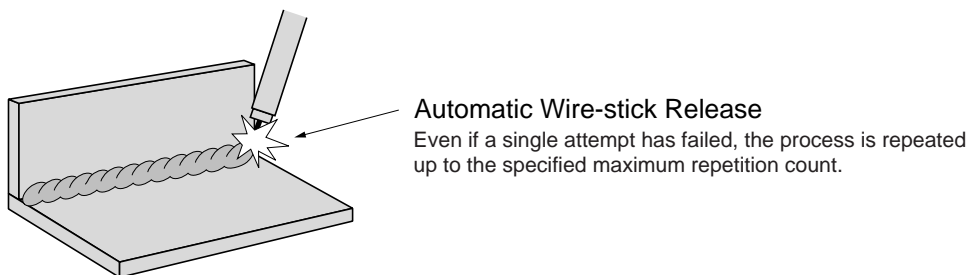 Automatic Wire-stick Release
Even if a single attempt has failed, the process is repeated
up to the specified maximum repetition count.